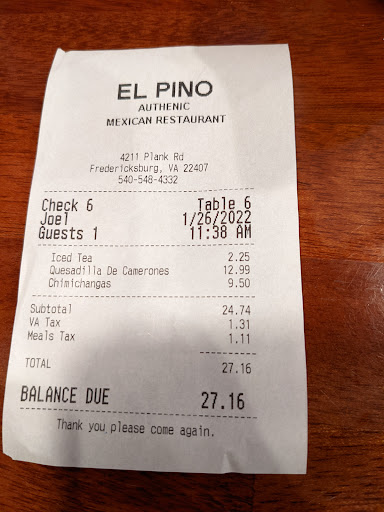 EL PINO
AUTHENIC
MEXICAN RESTAURANT
4211 Plank Rd
Fredericksburg, VA 22407
540-548-4332
Check 6 Table 6
Joel 1/26/2022
Guests 1 11:38 AM
Iced Tea 2.25
Quesadilla De Camerones 12.99
Chimichangas 9.50
Subtotal 24.74
VA Tax 1.31
Meals Tax 1.11
TOTAL 27.16
BALANCE DUE 27.16
Thank you please come again.